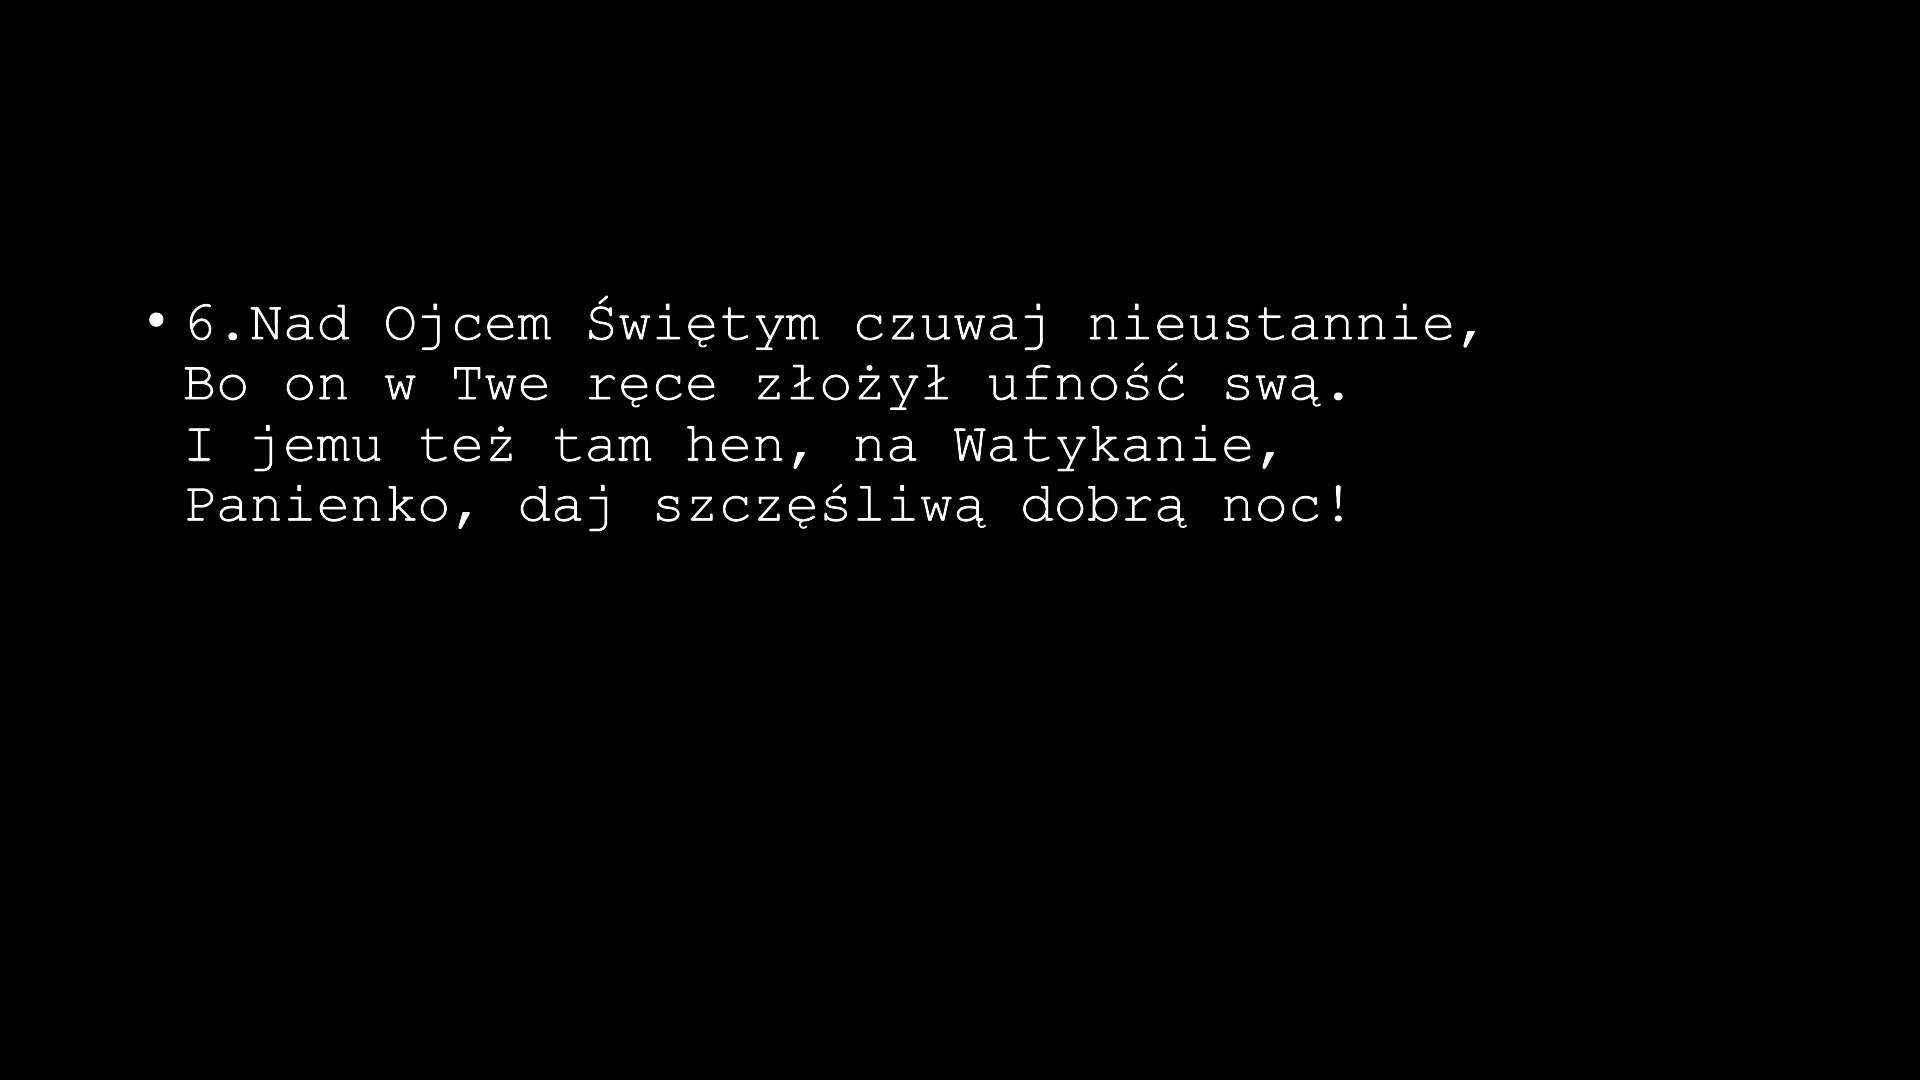 • 6.Nad Ojcem Świętym czuwaj nieustannie,
Bo on w Twe ręce złożył ufność swą.
I jemu też tam hen, na Watykanie,
Panienko, daj szczęśliwą dobrą noc!